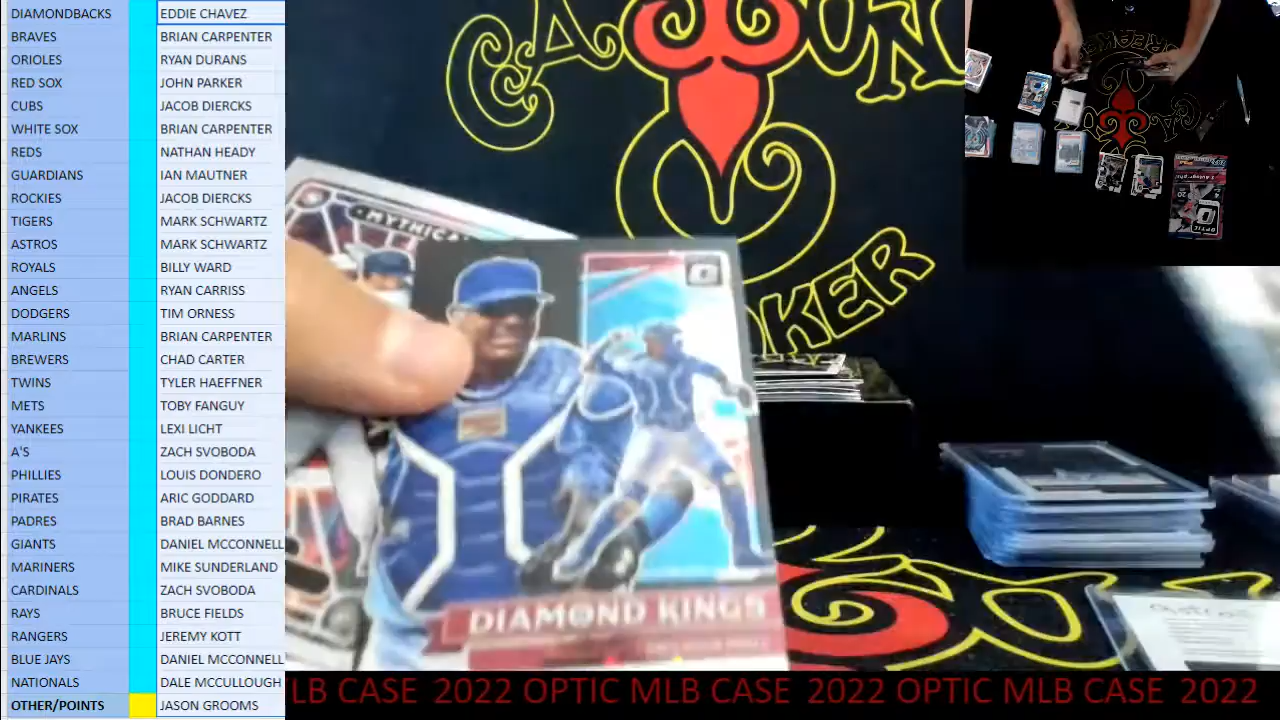 DIAMONDBACKS EDDIE CHAVEZ
BRAVES BRIAN CARPENTER
ORIOLES RYAN DURANS
RED SOX JOHN PARKER
CUBS JACOB DIERCKS
WHITE SOX BRIAN CARPENTER
REDS NATHAN HEADY
GUARDIANS IAN MAUTNER
ROCKIES JACOB DIERCKS
TIGERS MARK SCHWARTZ
ASTROS MARK SCHWARTZ
ROYALS BILLY WARD
ANGELS RYAN CARRISS
DODGERS TIM ORNESS
MARLINS BRIAN CARPENTER
BREWERS CHAD CARTER
TWINS TYLER HAEFFNER
METS TOBY FANGUY
YANKEES LEXI LICHT
A'S ZACH SVOBODA
PHILLIES LOUIS DONDERO
PIRATES ARIC GODDARD
PADRES BRAD BARNES
GIANTS DANIEL MCCONNELL
MARINERS MIKE SUNDERLAND
CARDINALS ZACH SVOBODA
RAYS BRUCE FIELDS
RANGERS JEREMY KOTT
BLUE JAYS DANIEL MCCONNELL
NATIONALS DALE MCCULLOUGH
OTHER/POINTS JASON GROOMS
MYTHICA
DIAMOND KINGS
OKER
LB CASE 2022 OPTIC MLB CASE 2022 OPTIC MLB CASE 2022